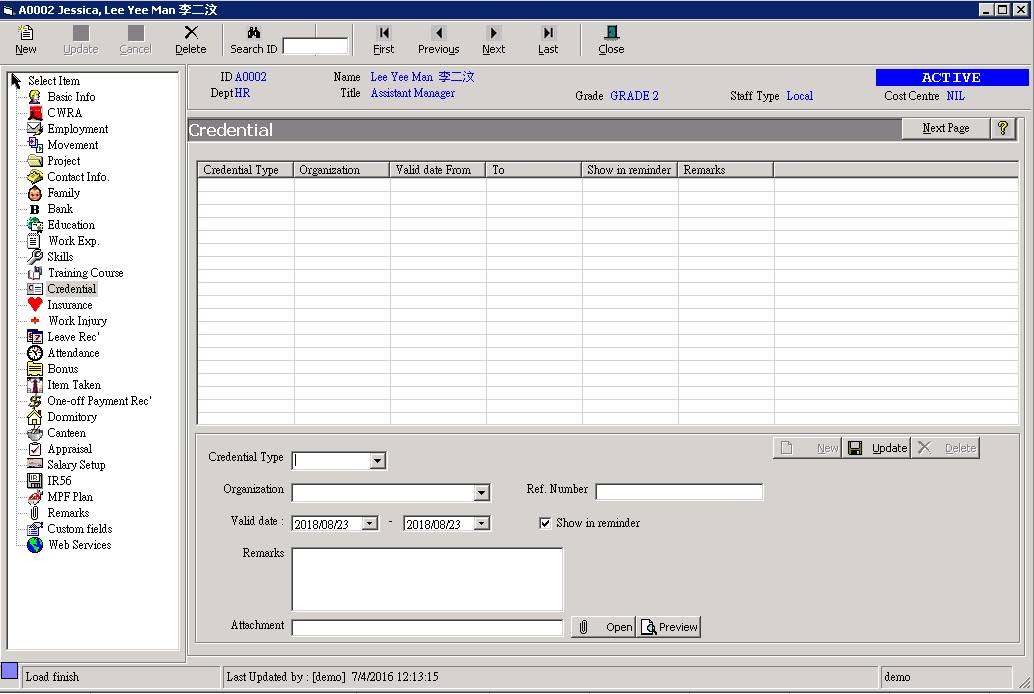 A0002 Jessica, Lee Yee Man 李二汶
New Update Cancel Delete Search ID First Previous Next Last Close
Select Item
Basic Info
CWRA
Employment
Movement
Project
Contact Info.
Family
Bank
Education
Work Exp.
Skills
Training Course
Credential
Insurance
Work Injury
Leave Rec'
Attendance
Bonus
Item Taken
One-off Payment Rec'
Dormitory
Canteen
Appraisal
Salary Setup
IR56
MPF Plan
Remarks
Custom fields
Web Services
ID A0002 Name Lee Yee Man 李二汶 ACTIVE
Dept HR Title Assistant Manager Grade GRADE 2 Staff Type Local Cost Centre NIL
Credential Next Page ?
Credential Type Organization Valid date From To Show in reminder Remarks
New Update Delete
Credential Type
Organization Ref. Number
Valid date : 2018/08/23 - 2018/08/23 Show in reminder
Remarks
Attachment Open Preview
Load finish Last Updated by : [demo] 7/4/2016 12:13:15 demo